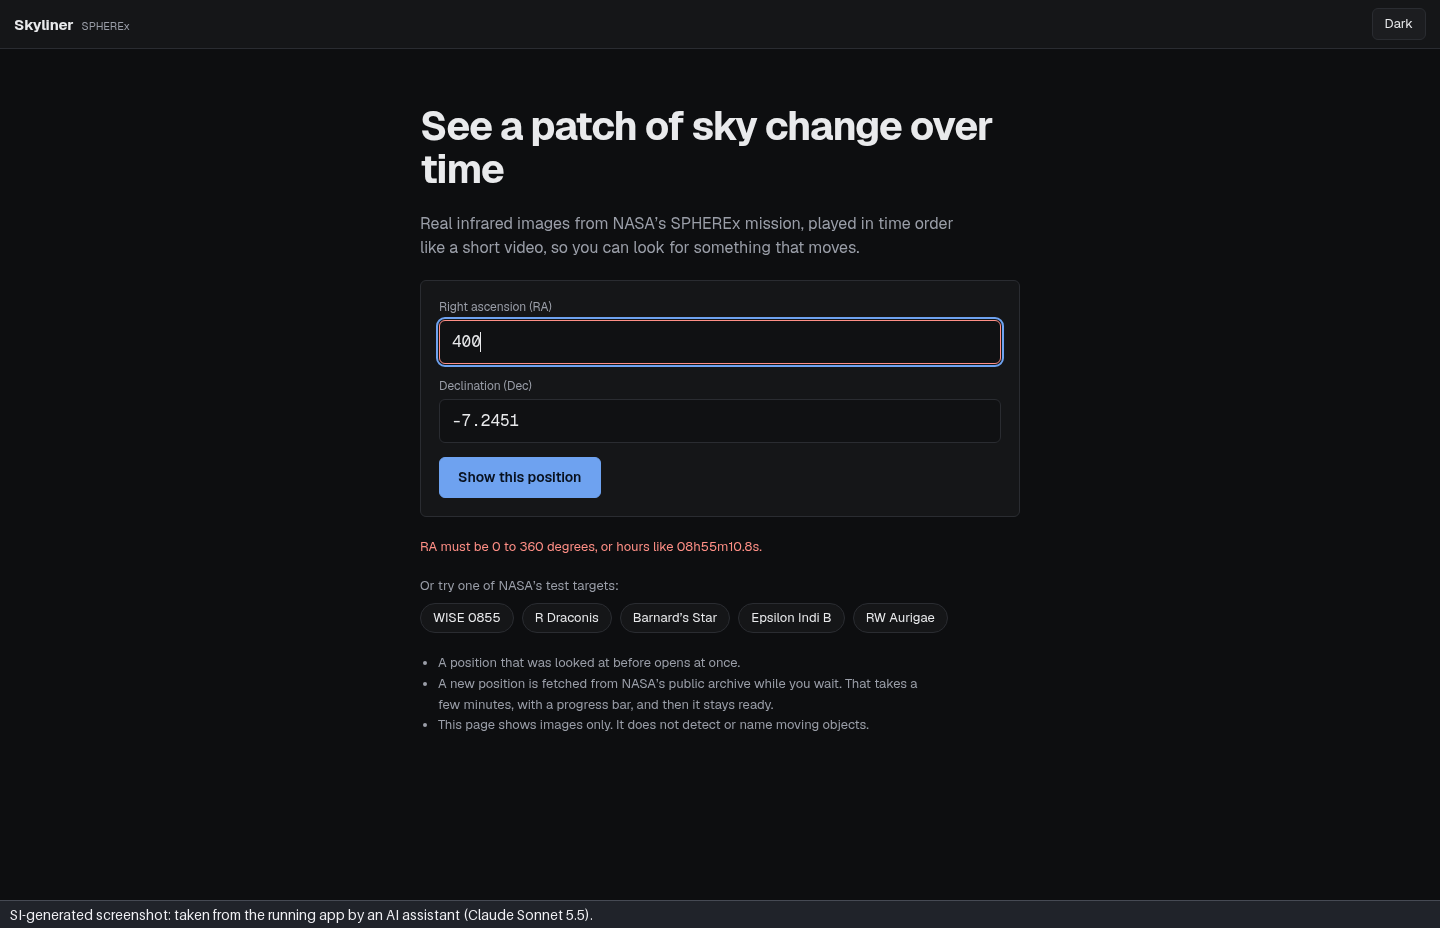 Skyliner SPHEREx
Dark
See a patch of sky change over
time
Real infrared images from NASA's SPHEREx mission, played in time order
like a short video, so you can look for something that moves.
Right ascension (RA)
400
Declination (Dec)
-7.2451
Show this position
RA must be 0 to 360 degrees, or hours like 08h55m10.8s.
Or try one of NASA's test targets:
WISE 0855 R Draconis Barnard's Star Epsilon Indi B RW Aurigae
• A position that was looked at before opens at once.
• A new position is fetched from NASA's public archive while you wait. That takes a
few minutes, with a progress bar, and then it stays ready.
• This page shows images only. It does not detect or name moving objects.
SI-generated screenshot: taken from the running app by an AI assistant (Claude Sonnet 5.5).